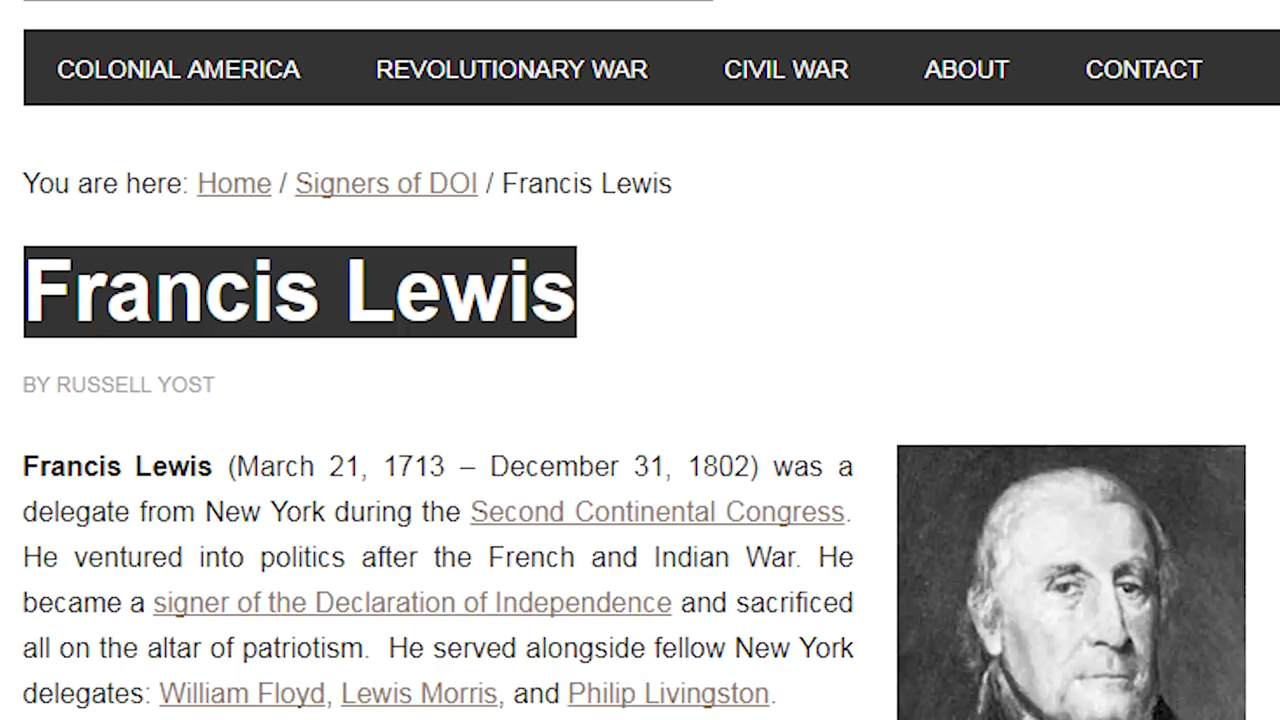 COLONIAL AMERICA REVOLUTIONARY WAR CIVIL WAR ABOUT CONTACT
You are here: Home / Signers of DOI / Francis Lewis
Francis Lewis
BY RUSSELL YOST
Francis Lewis (March 21, 1713 – December 31, 1802) was a
delegate from New York during the Second Continental Congress.
He ventured into politics after the French and Indian War. He
became a signer of the Declaration of Independence and sacrificed
all on the altar of patriotism. He served alongside fellow New York
delegates: William Floyd, Lewis Morris, and Philip Livingston.